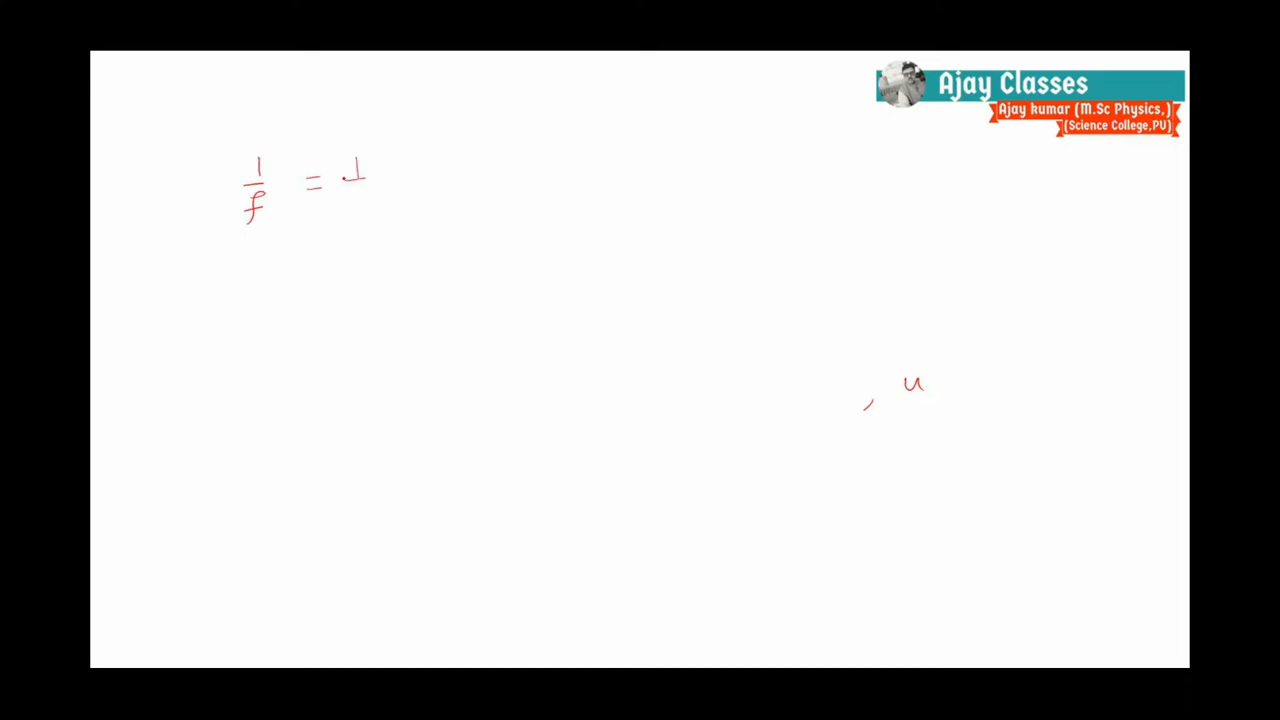 Ajay Classes
Ajay kumar (M.Sc Physics,)
(Science College,PU)
1/f = 1
, u